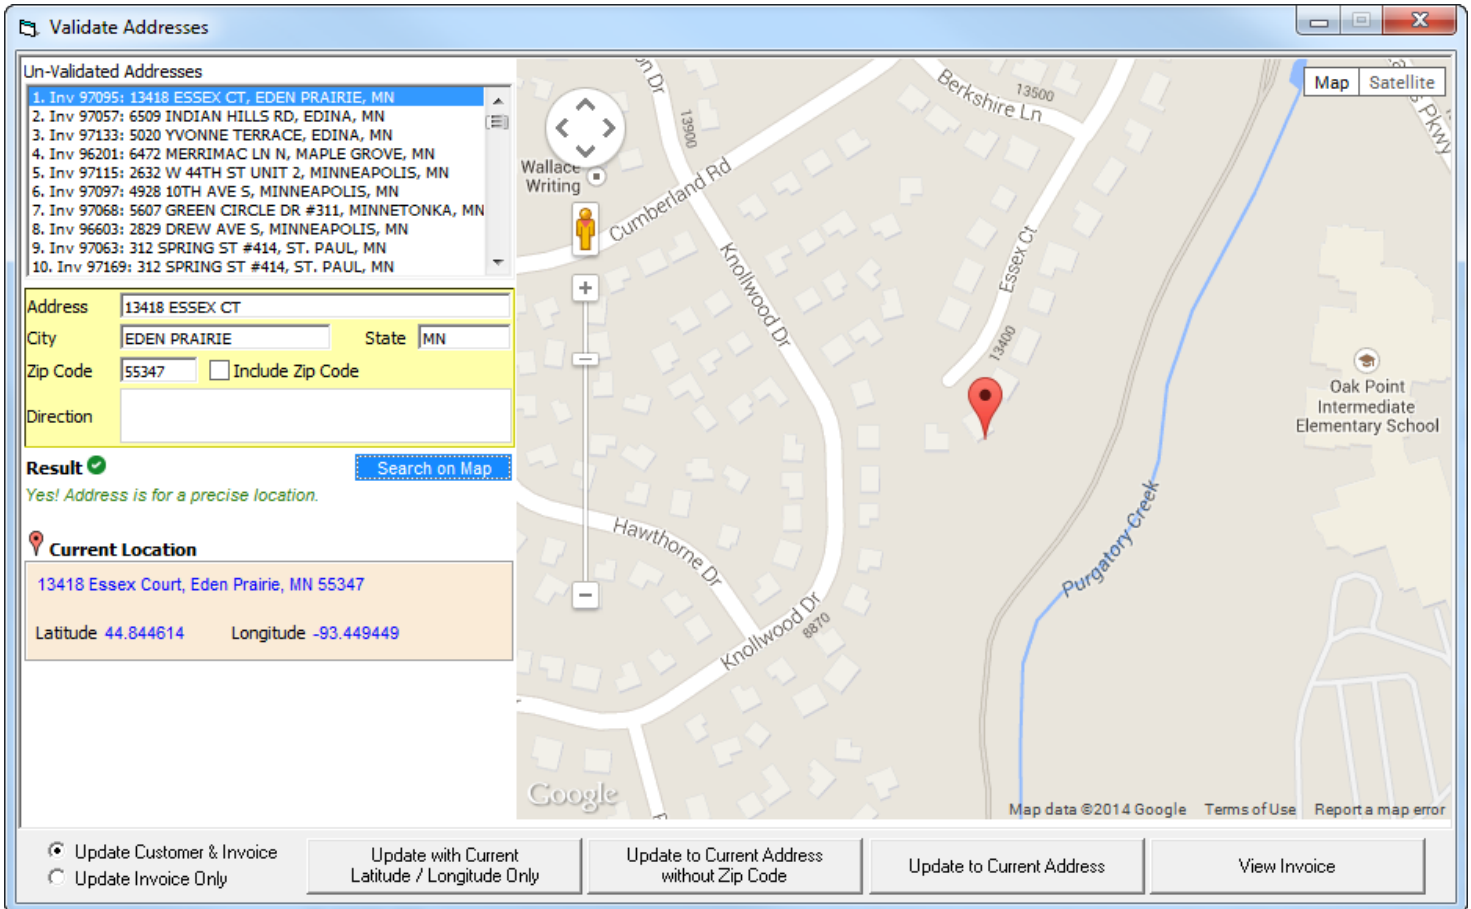 Validate Addresses
Un-Validated Addresses
1. Inv 97095: 13418 ESSEX CT, EDEN PRAIRIE, MN
2. Inv 97057: 6509 INDIAN HILLS RD, EDINA, MN
3. Inv 97133: 5020 YVONNE TERRACE, EDINA, MN
4. Inv 96201: 6472 MERRIMAC LN N, MAPLE GROVE, MN
5. Inv 97115: 2632 W 44TH ST UNIT 2, MINNEAPOLIS, MN
6. Inv 97097: 4928 10TH AVE S, MINNEAPOLIS, MN
7. Inv 97068: 5607 GREEN CIRCLE DR #311, MINNETONKA, MN
8. Inv 96603: 2829 DREW AVE S, MINNEAPOLIS, MN
9. Inv 97063: 312 SPRING ST #414, ST. PAUL, MN
10. Inv 97169: 312 SPRING ST #414, ST. PAUL, MN
Address 13418 ESSEX CT
City EDEN PRAIRIE State MN
Zip Code 55347 Include Zip Code
Direction
Result Search on Map
Yes! Address is for a precise location.
Current Location
13418 Essex Court, Eden Prairie, MN 55347
Latitude 44.844614 Longitude -93.449449
Map Satellite
on Dr
13900
Berkshire Ln
13500
s Pkwy
Wallace
Writing
Cumberland Rd
Knollwood Dr
Essex Ct
13400
Oak Point
Intermediate
Elementary School
Purgatory Creek
Hawthorne Dr
Knollwood Dr
8870
Google
Map data ©2014 Google Terms of Use Report a map error
Update Customer & Invoice
Update Invoice Only
Update with Current
Latitude / Longitude Only
Update to Current Address
without Zip Code
Update to Current Address
View Invoice